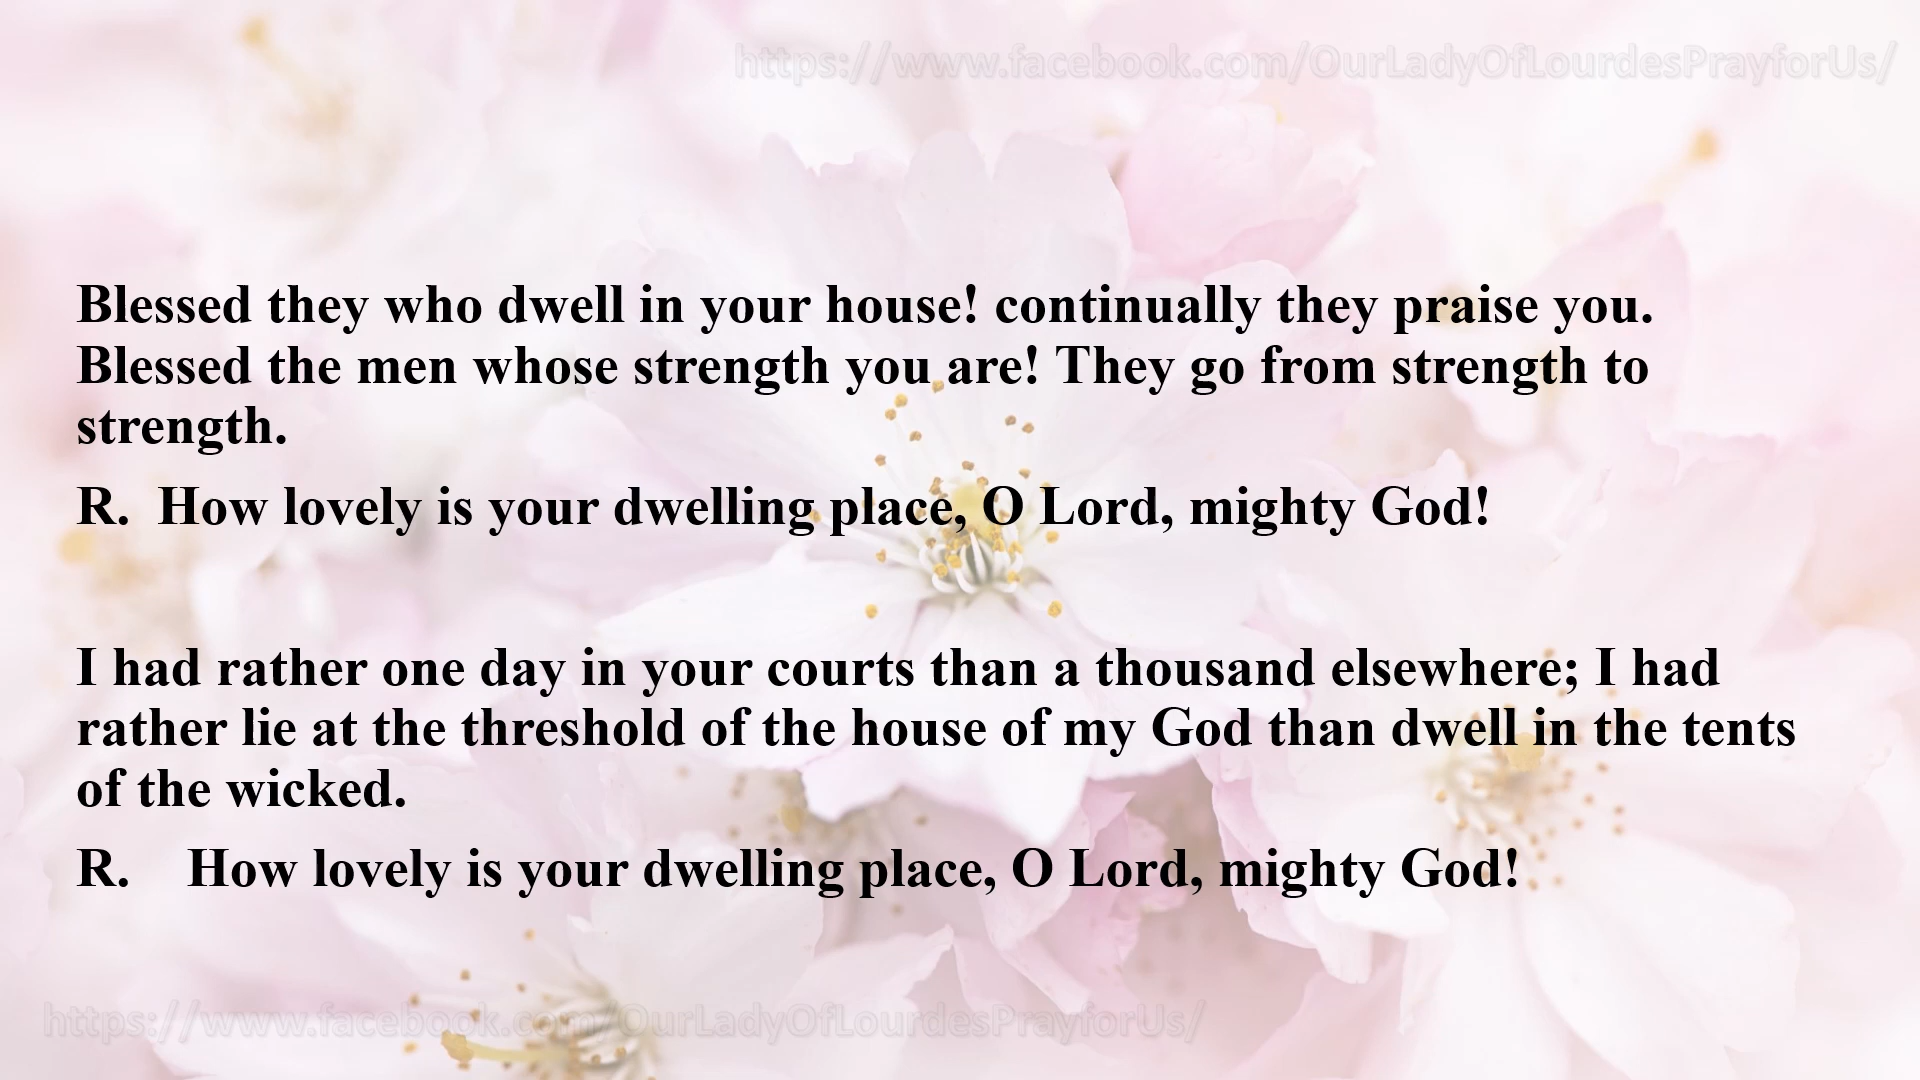 https://www.facebook.com/OurLadyOfLourdesPrayforUs/
Blessed they who dwell in your house! continually they praise you.
Blessed the men whose strength you are! They go from strength to
strength.
R.  How lovely is your dwelling place, O Lord, mighty God!
I had rather one day in your courts than a thousand elsewhere; I had
rather lie at the threshold of the house of my God than dwell in the tents
of the wicked.
R.    How lovely is your dwelling place, O Lord, mighty God!
https://www.facebook.com/OurLadyOfLourdesPrayforUs/